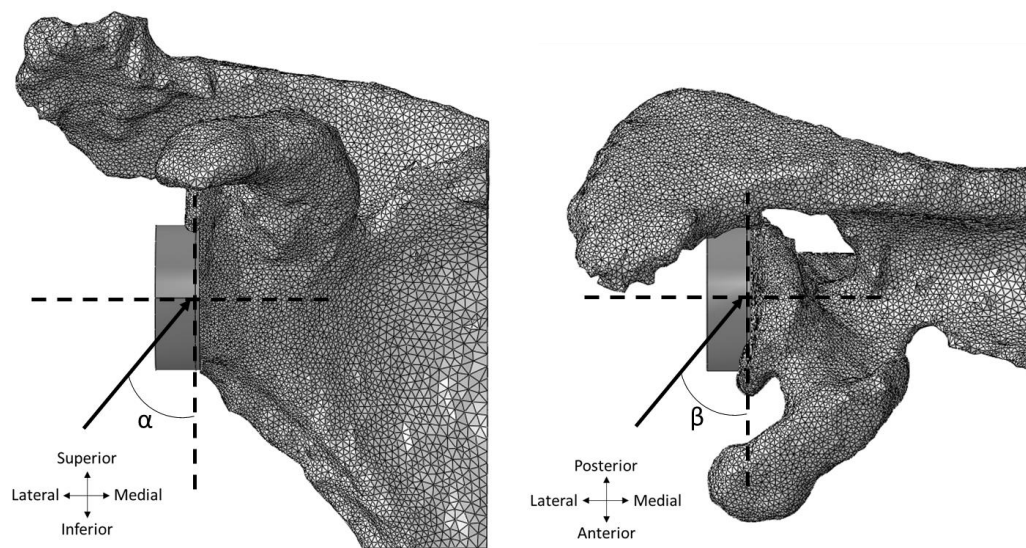 α
Superior
Lateral Medial
Inferior
β
Posterior
Lateral Medial
Anterior